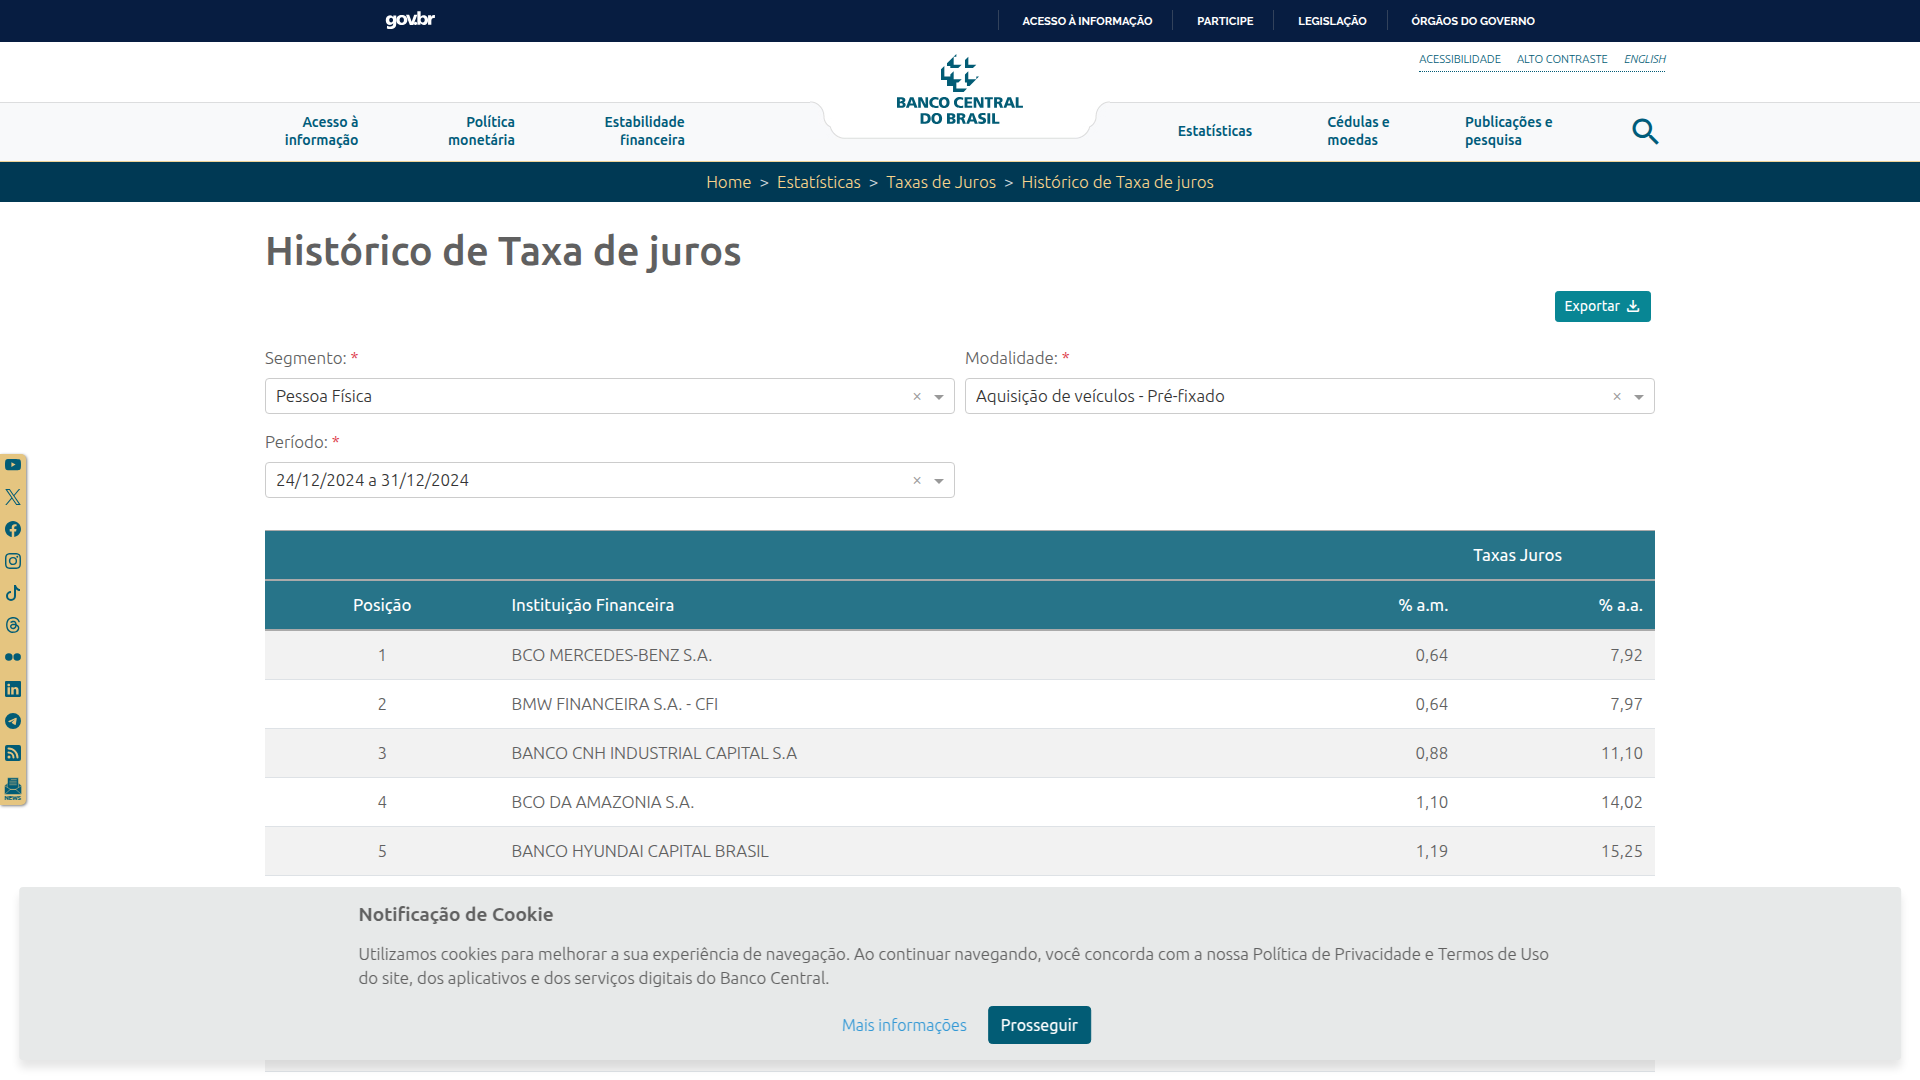 gov.br
ACESSO À INFORMAÇÃO
PARTICIPE
LEGISLAÇÃO
ÓRGÃOS DO GOVERNO
ACESSIBILIDADE
ALTO CONTRASTE
ENGLISH
BANCO CENTRAL
DO BRASIL
Acesso à
informação
Política
monetária
Estabilidade
financeira
Estatísticas
Cédulas e
moedas
Publicações e
pesquisa
Home > Estatísticas > Taxas de Juros > Histórico de Taxa de juros
Histórico de Taxa de juros
Exportar
Segmento: *
Modalidade: *
Pessoa Física ×
Aquisição de veículos - Pré-fixado ×
Período: *
24/12/2024 a 31/12/2024 ×
Taxas Juros
Posição Instituição Financeira % a.m. % a.a.
1 BCO MERCEDES-BENZ S.A. 0,64 7,92
2 BMW FINANCEIRA S.A. - CFI 0,64 7,97
3 BANCO CNH INDUSTRIAL CAPITAL S.A 0,88 11,10
4 BCO DA AMAZONIA S.A. 1,10 14,02
5 BANCO HYUNDAI CAPITAL BRASIL 1,19 15,25
NEWS
Notificação de Cookie
Utilizamos cookies para melhorar a sua experiência de navegação. Ao continuar navegando, você concorda com a nossa Política de Privacidade e Termos de Uso
do site, dos aplicativos e dos serviços digitais do Banco Central.
Mais informações
Prosseguir